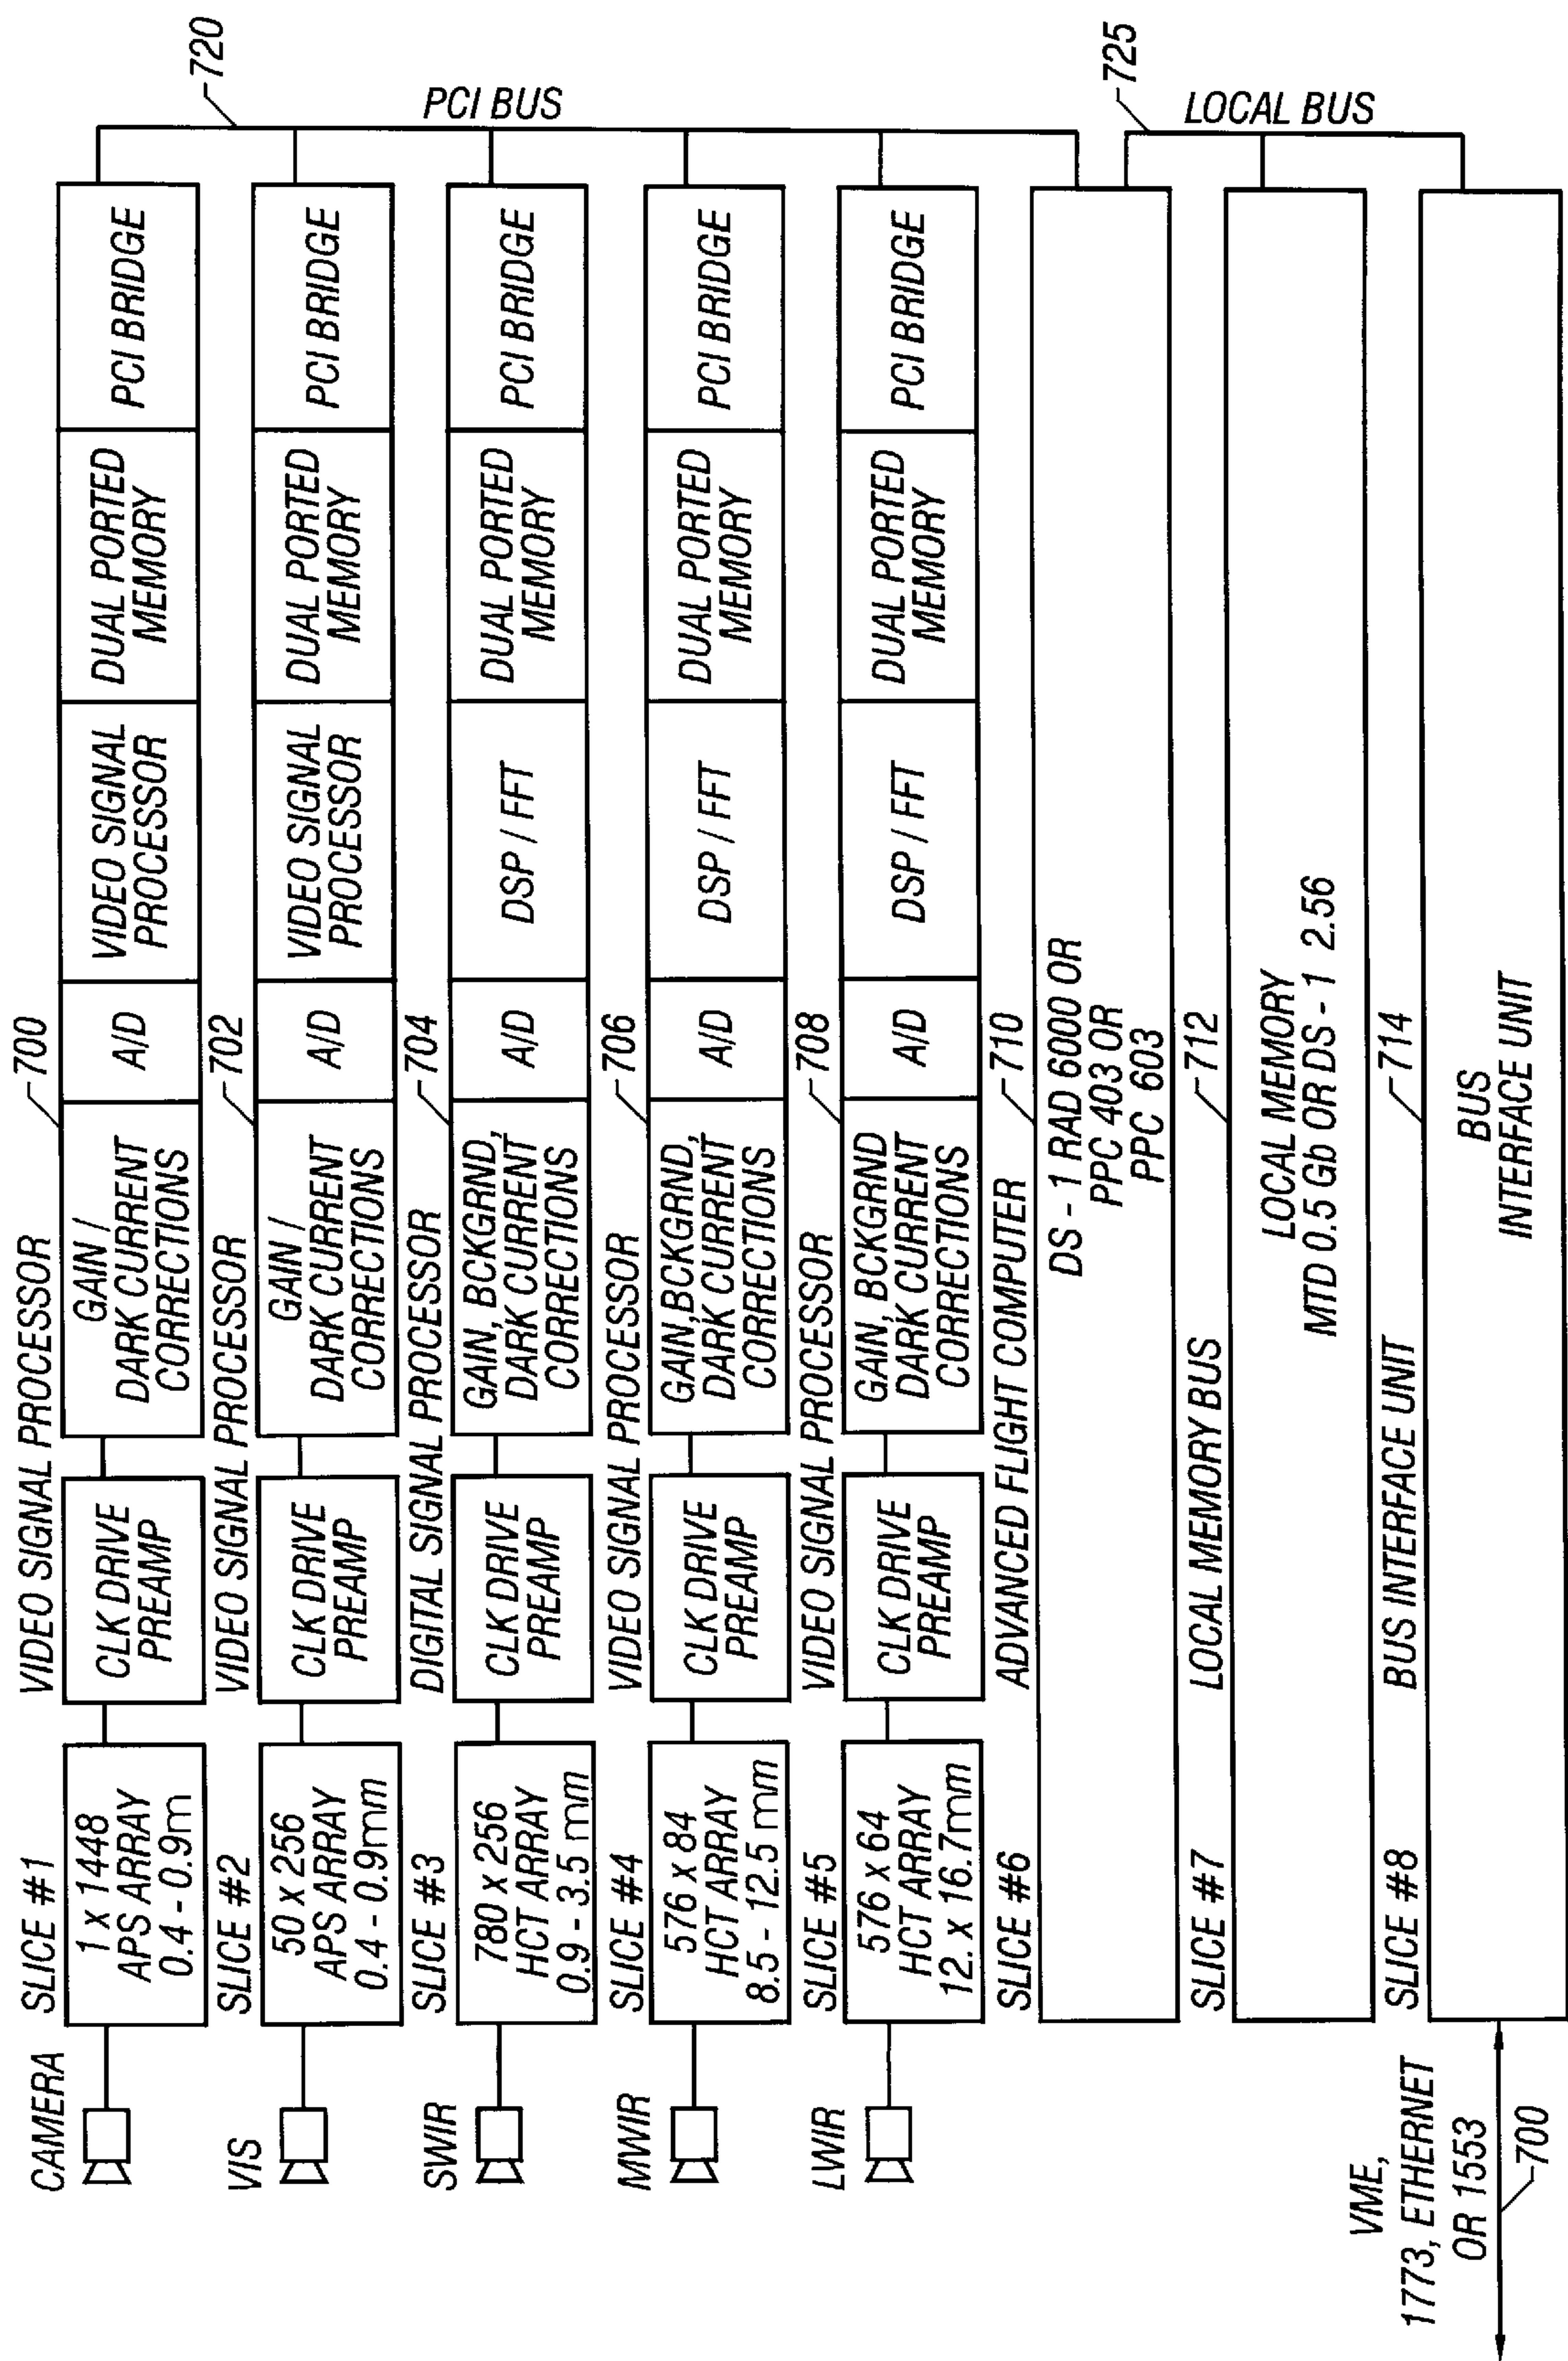 CAMERA
SLICE #1
VIDEO SIGNAL PROCESSOR
700
1 x 1448
APS ARRAY
0.4 - 0.9m
CLK DRIVE
PREAMP
GAIN /
DARK CURRENT
CORRECTIONS
A/D
VIDEO SIGNAL
PROCESSOR
DUAL PORTED
MEMORY
PCI BRIDGE
720
PCI BUS
VIS
SLICE #2
VIDEO SIGNAL PROCESSOR
702
50 x 256
APS ARRAY
0.4 - 0.9mm
CLK DRIVE
PREAMP
GAIN /
DARK CURRENT
CORRECTIONS
A/D
VIDEO SIGNAL
PROCESSOR
DUAL PORTED
MEMORY
PCI BRIDGE
SWIR
SLICE #3
DIGITAL SIGNAL PROCESSOR
704
780 x 256
HCT ARRAY
0.9 - 3.5 mm
CLK DRIVE
PREAMP
GAIN, BCKGRND,
DARK CURRENT
CORRECTIONS
A/D
DSP / FFT
DUAL PORTED
MEMORY
PCI BRIDGE
MWIR
SLICE #4
VIDEO SIGNAL PROCESSOR
706
576 x 84
HCT ARRAY
8.5 - 12.5 mm
CLK DRIVE
PREAMP
GAIN,BCKGRND,
DARK CURRENT
CORRECTIONS
A/D
DSP / FFT
DUAL PORTED
MEMORY
PCI BRIDGE
LWIR
SLICE #5
VIDEO SIGNAL PROCESSOR
708
576 x 64
HCT ARRAY
12. x 16.7mm
CLK DRIVE
PREAMP
GAIN, BCKGRND
DARK CURRENT
CORRECTIONS
A/D
DSP / FFT
DUAL PORTED
MEMORY
PCI BRIDGE
SLICE #6
ADVANCED FLIGHT COMPUTER
710
DS - 1 RAD 6000 OR
PPC 403 OR
PPC 603
725
LOCAL BUS
SLICE #7
LOCAL MEMORY BUS
712
LOCAL MEMORY
MTD 0.5 Gb OR DS - 1 2.56
SLICE #8
BUS INTERFACE UNIT
714
BUS
INTERFACE UNIT
VME,
1773, ETHERNET
OR 1553
700